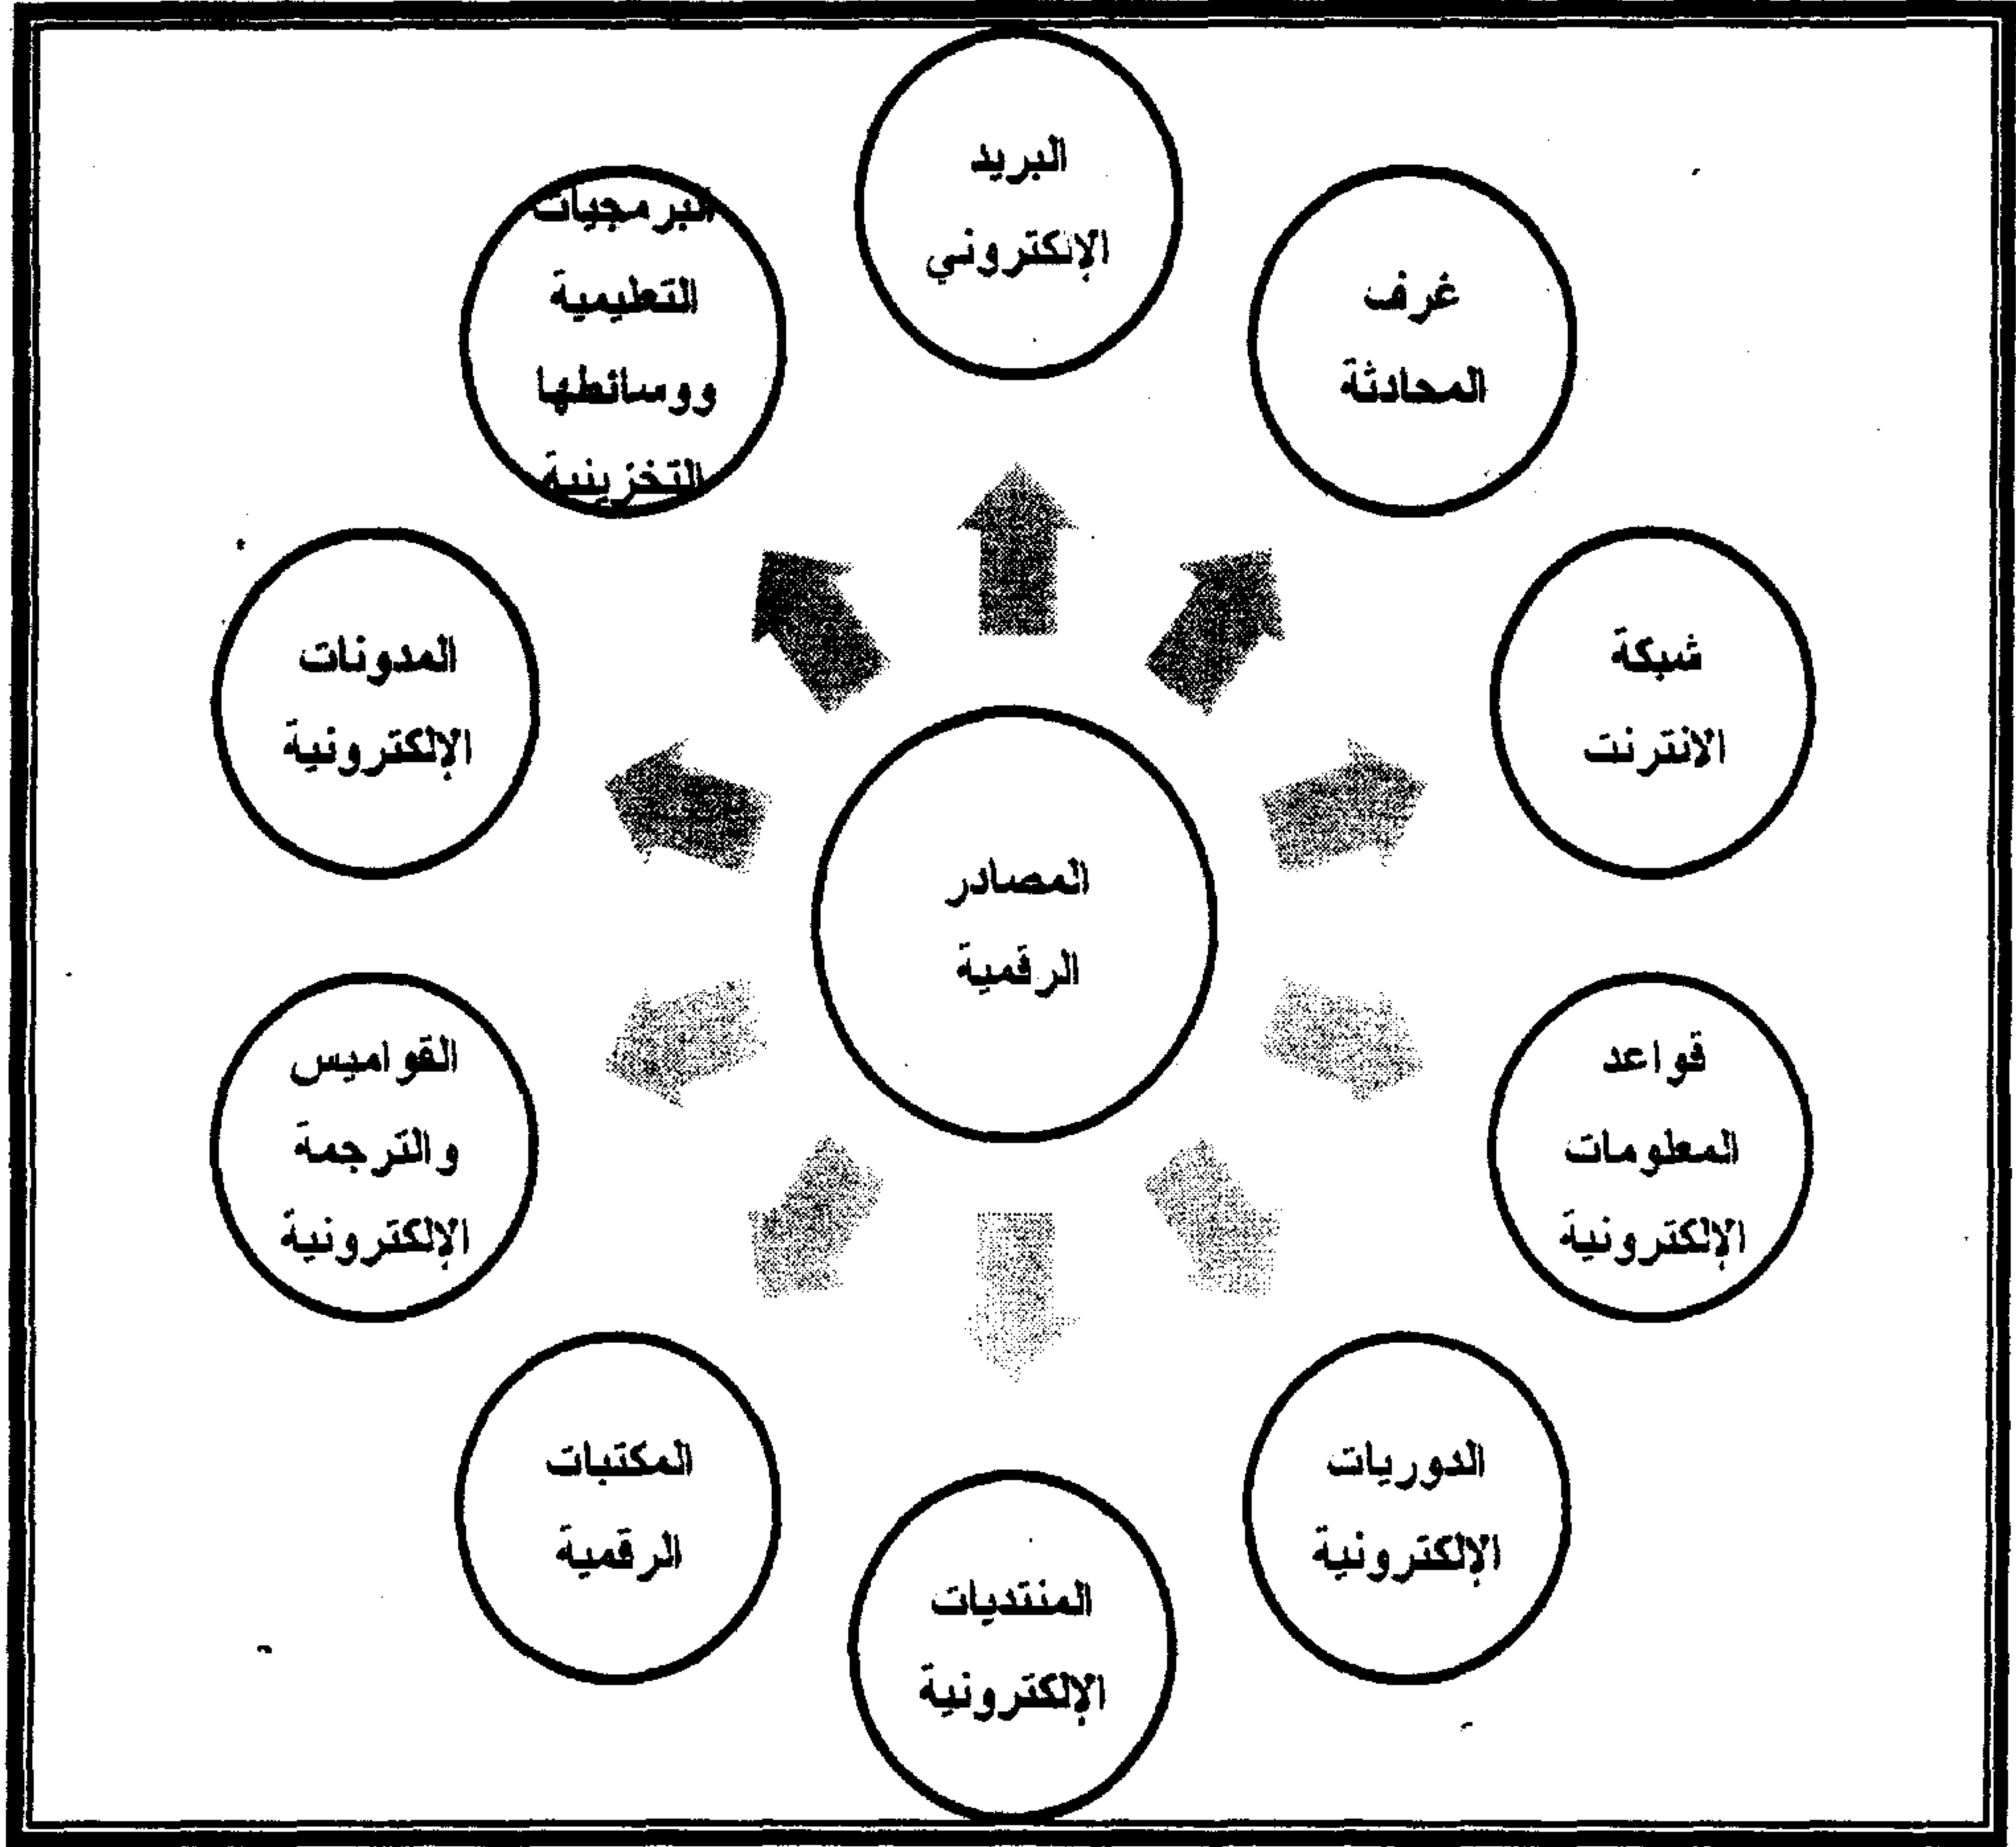 البريد
الإلكتروني
غرف
المحادثة
شبكة
الانترنت
قواعد
المعلومات
الإلكترونية
الدوريات
الإلكترونية
المنتديات
الإلكترونية
المكتبات
الرقمية
القواميس
والترجمة
الإلكترونية
المدونات
الإلكترونية
البرمجيات
التعليمية
ووسائطها
التخزينية
المصادر
الرقمية